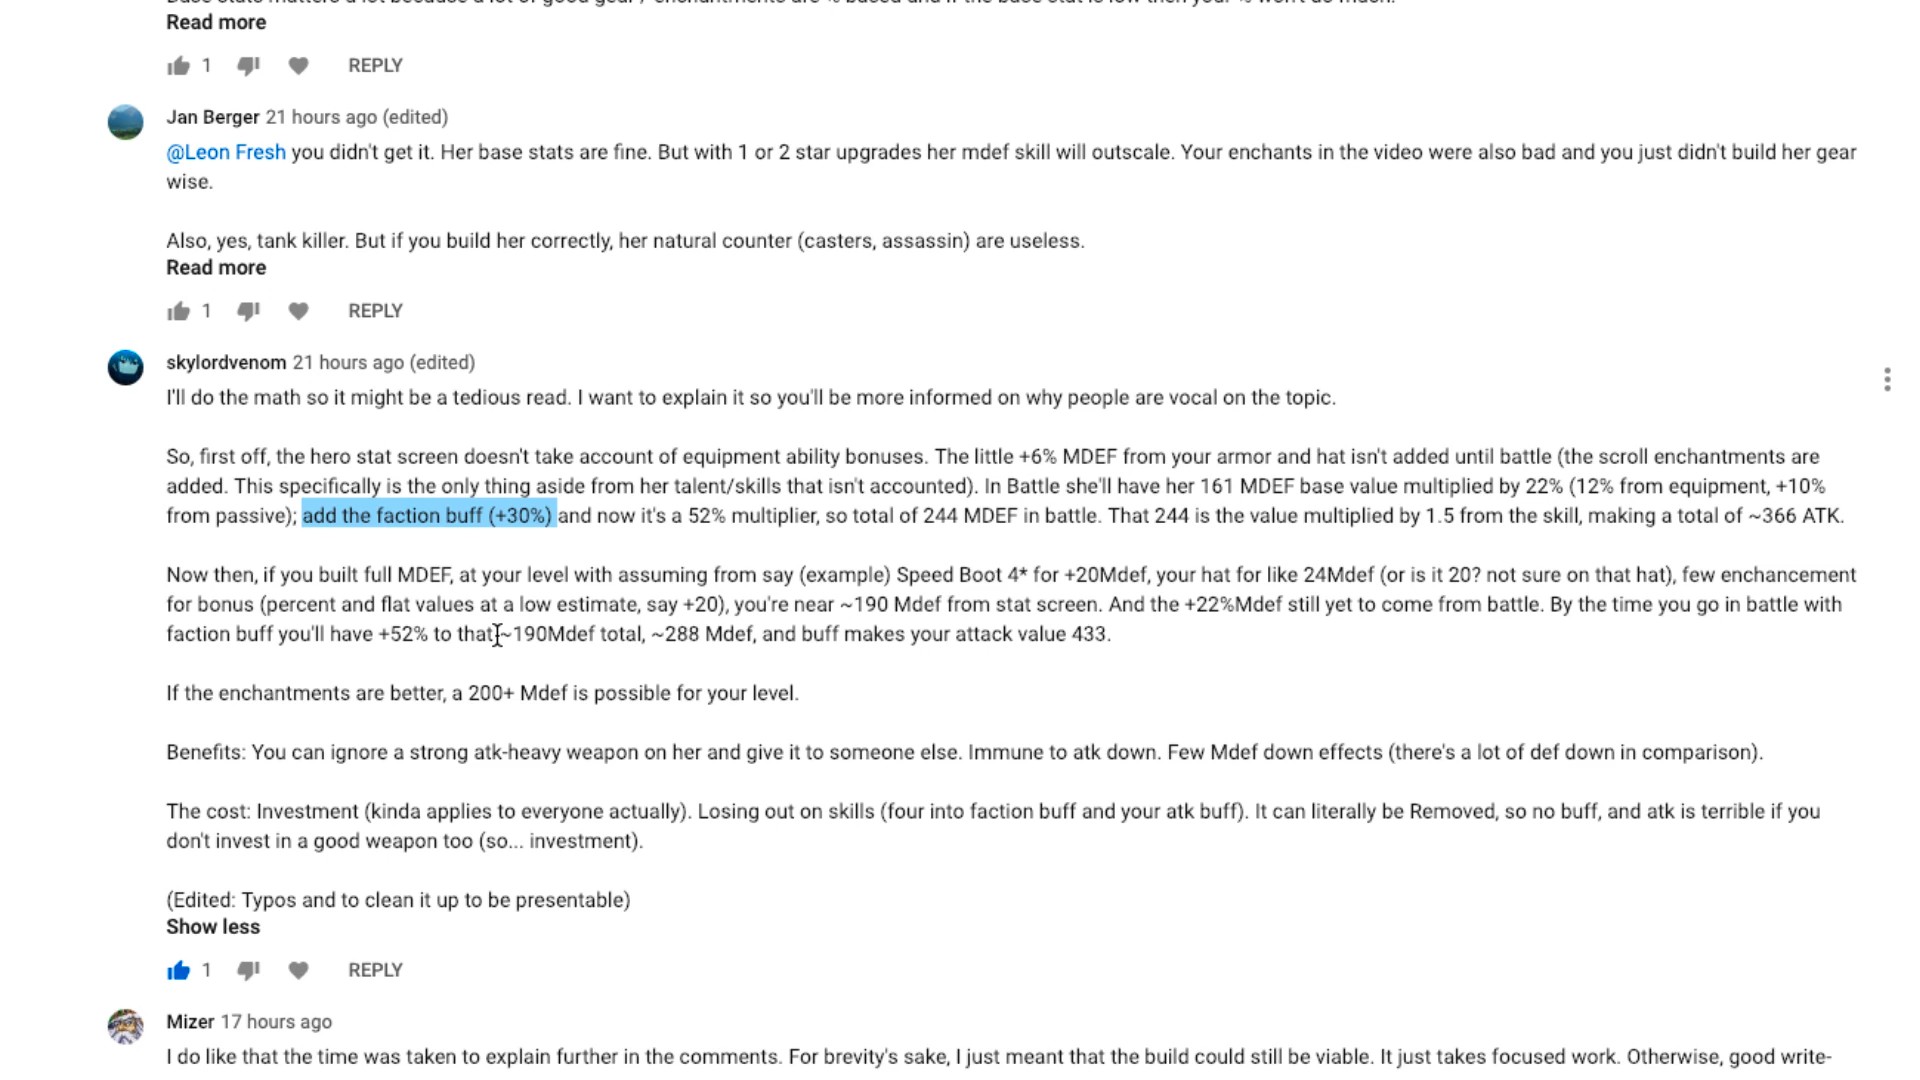 Read more
1 REPLY
Jan Berger 21 hours ago (edited)
@Leon Fresh you didn't get it. Her base stats are fine. But with 1 or 2 star upgrades her mdef skill will outscale. Your enchants in the video were also bad and you just didn't build her gear
wise.
Also, yes, tank killer. But if you build her correctly, her natural counter (casters, assassin) are useless.
Read more
1 REPLY
skylordvenom 21 hours ago (edited)
I'll do the math so it might be a tedious read. I want to explain it so you'll be more informed on why people are vocal on the topic.
So, first off, the hero stat screen doesn't take account of equipment ability bonuses. The little +6% MDEF from your armor and hat isn't added until battle (the scroll enchantments are
added. This specifically is the only thing aside from her talent/skills that isn't accounted). In Battle she'll have her 161 MDEF base value multiplied by 22% (12% from equipment, +10%
from passive); add the faction buff (+30%) and now it's a 52% multiplier, so total of 244 MDEF in battle. That 244 is the value multiplied by 1.5 from the skill, making a total of ~366 ATK.
Now then, if you built full MDEF, at your level with assuming from say (example) Speed Boot 4* for +20Mdef, your hat for like 24Mdef (or is it 20? not sure on that hat), few enchancement
for bonus (percent and flat values at a low estimate, say +20), you're near ~190 Mdef from stat screen. And the +22%Mdef still yet to come from battle. By the time you go in battle with
faction buff you'll have +52% to that ~190Mdef total, ~288 Mdef, and buff makes your attack value 433.
If the enchantments are better, a 200+ Mdef is possible for your level.
Benefits: You can ignore a strong atk-heavy weapon on her and give it to someone else. Immune to atk down. Few Mdef down effects (there's a lot of def down in comparison).
The cost: Investment (kinda applies to everyone actually). Losing out on skills (four into faction buff and your atk buff). It can literally be Removed, so no buff, and atk is terrible if you
don't invest in a good weapon too (so... investment).
(Edited: Typos and to clean it up to be presentable)
Show less
1 REPLY
Mizer 17 hours ago
I do like that the time was taken to explain further in the comments. For brevity's sake, I just meant that the build could still be viable. It just takes focused work. Otherwise, good write-